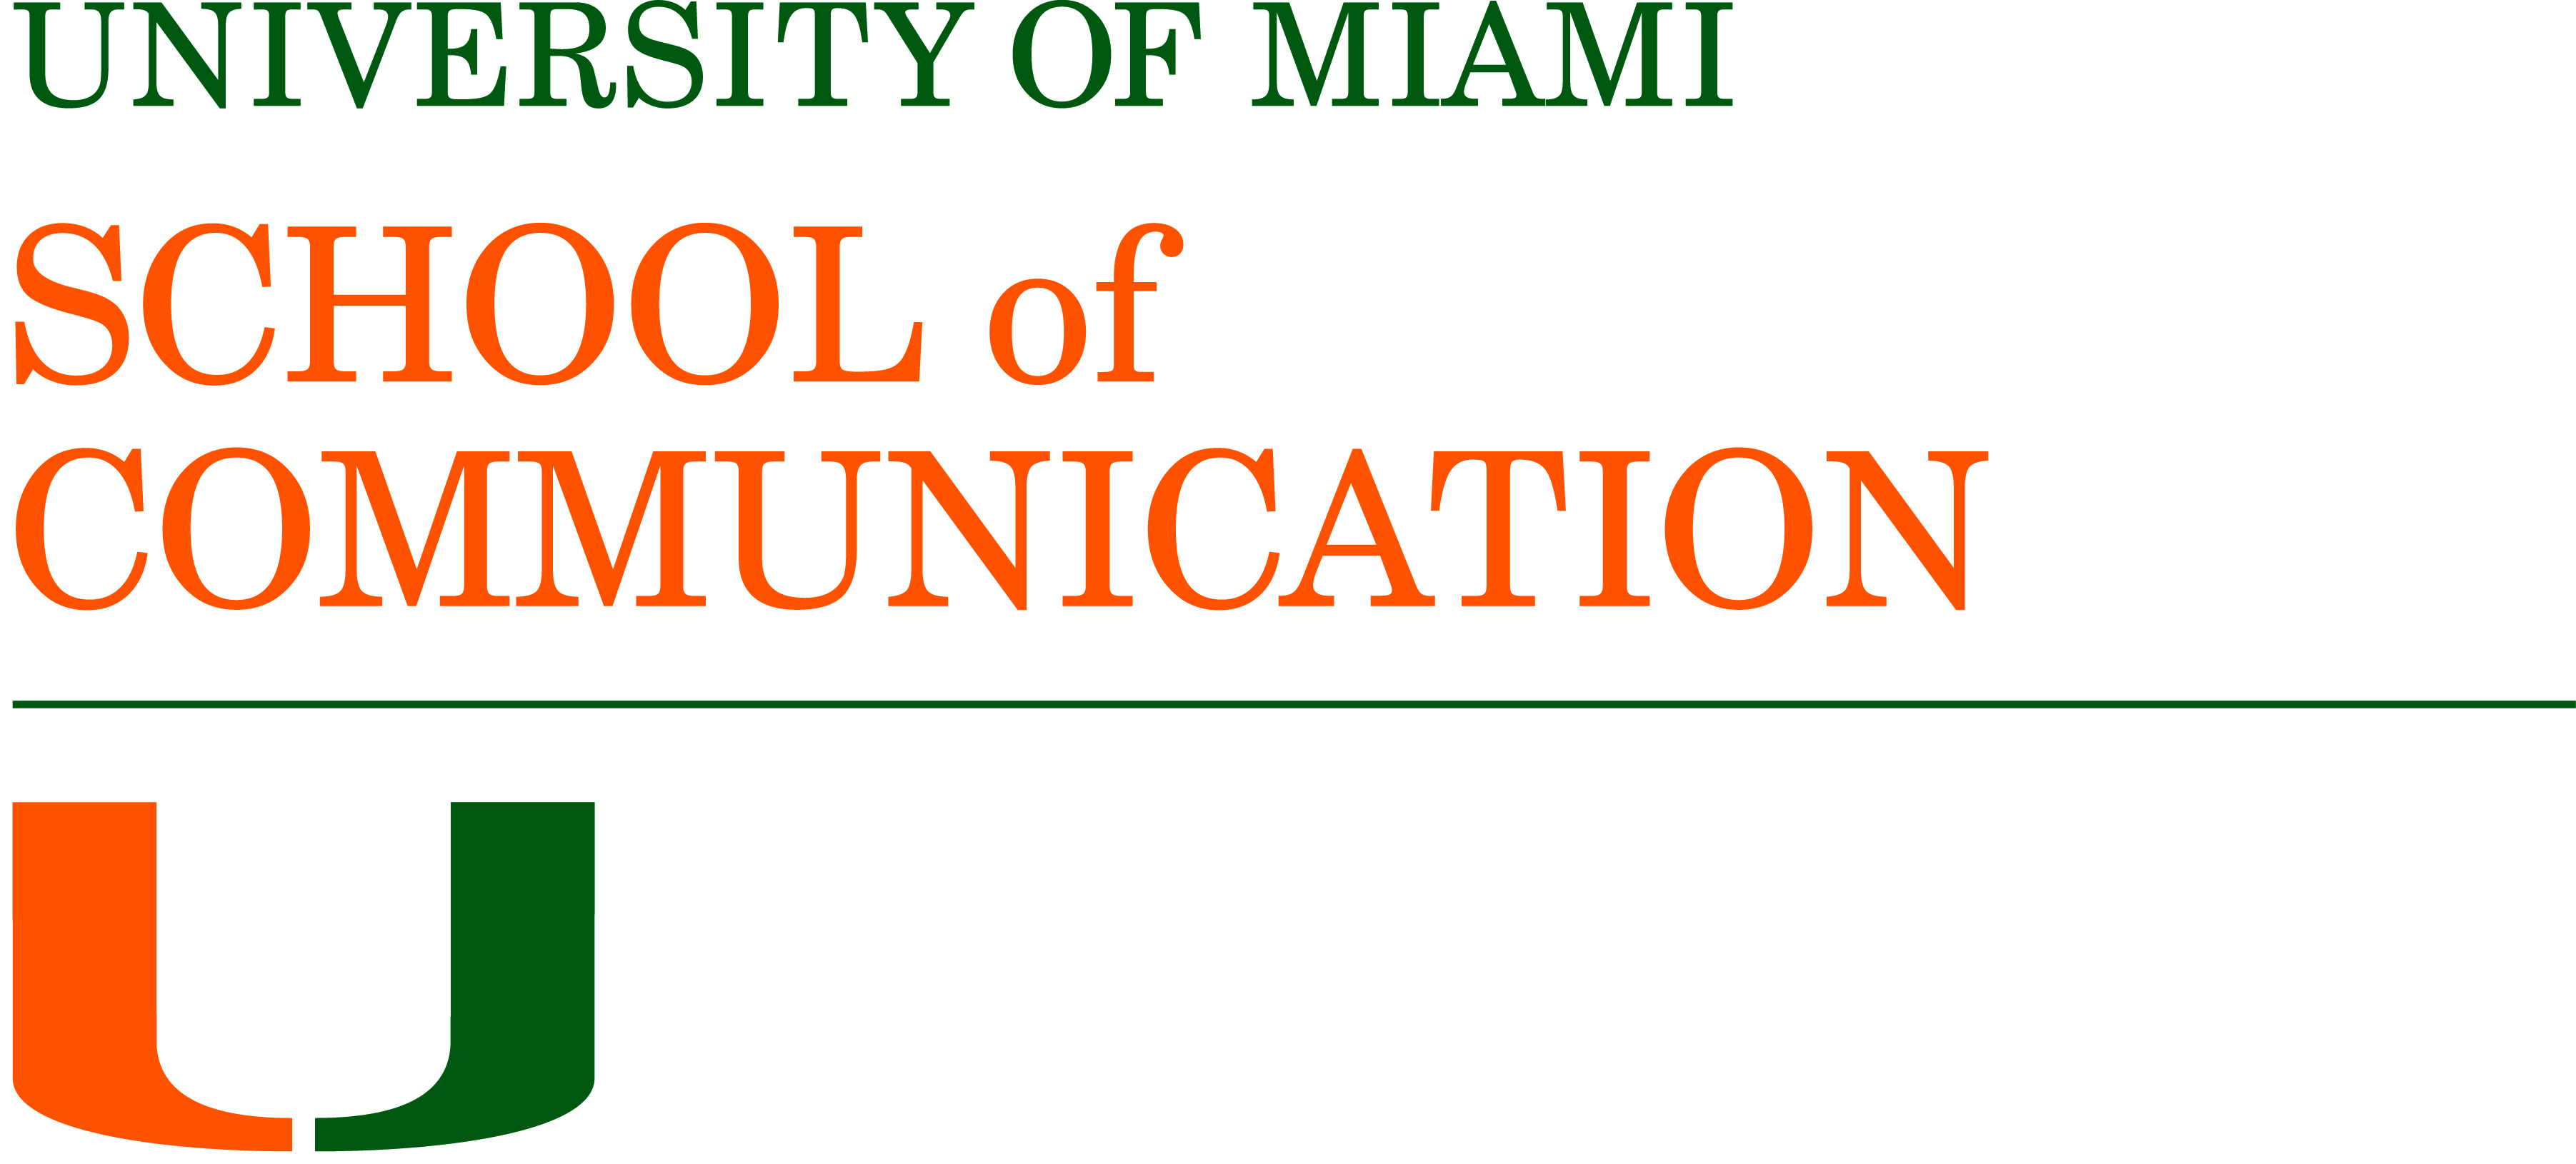 UNIVERSITY OF MIAMI
SCHOOL of
COMMUNICATION
U